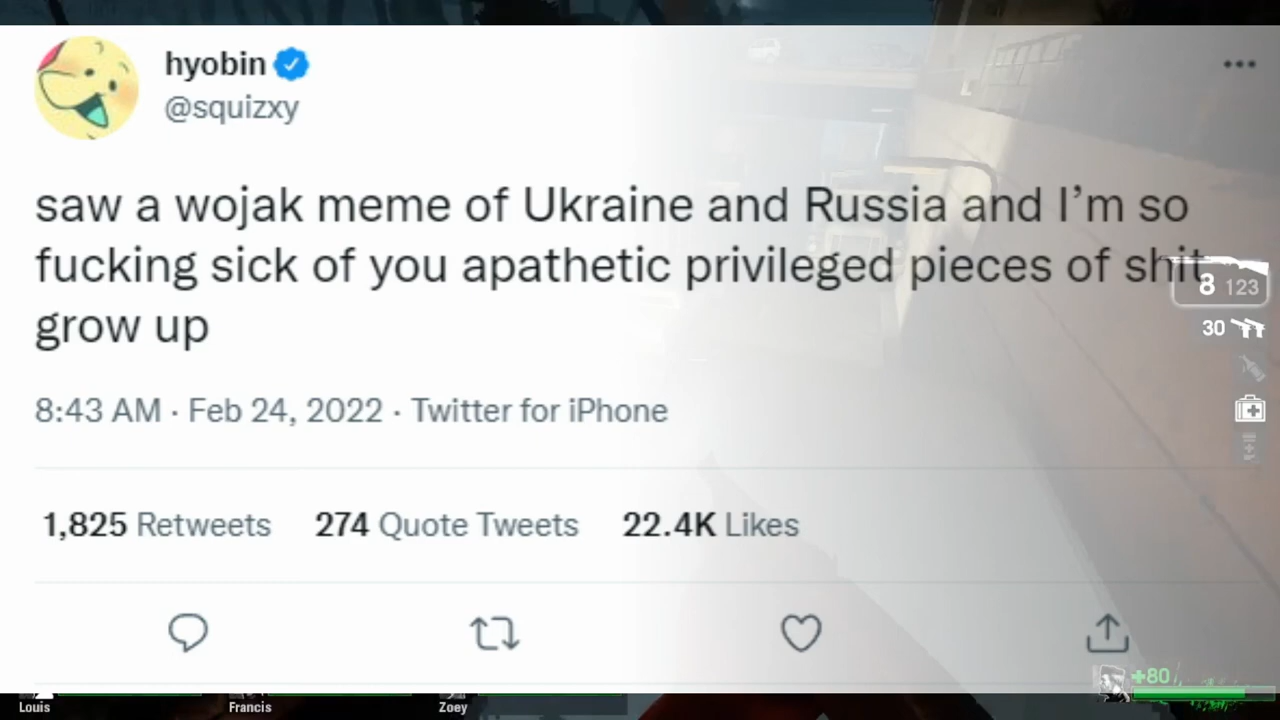 hyobin
@squizxy
saw a wojak meme of Ukraine and Russia and I’m so
fucking sick of you apathetic privileged pieces of shit
grow up
8 123
30
8:43 AM · Feb 24, 2022 · Twitter for iPhone
1,825 Retweets 274 Quote Tweets 22.4K Likes
+80
Louis Francis Zoey